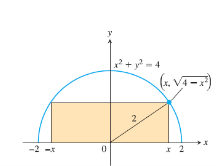 y
x² + y² = 4
(x, √4 − x²)
2
−2 −x 0 x 2 x